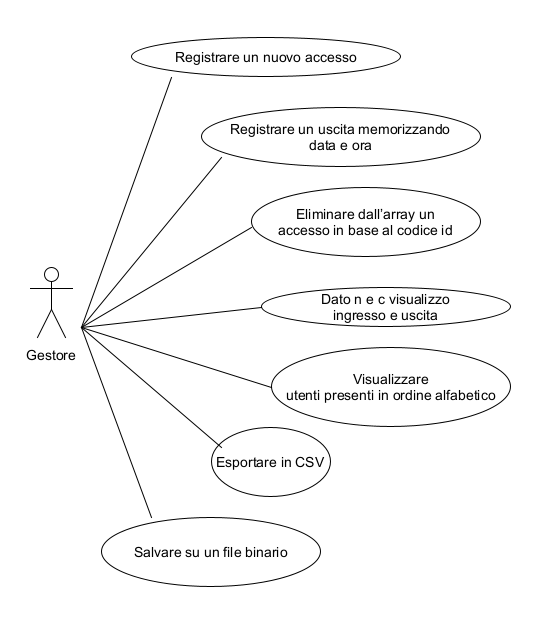 Registrare un nuovo accesso
Registrare un uscita memorizzando
data e ora
Eliminare dall'array un
accesso in base al codice id
Dato n e c visualizzo
ingresso e uscita
Gestore
Visualizzare
utenti presenti in ordine alfabetico
Esportare in CSV
Salvare su un file binario